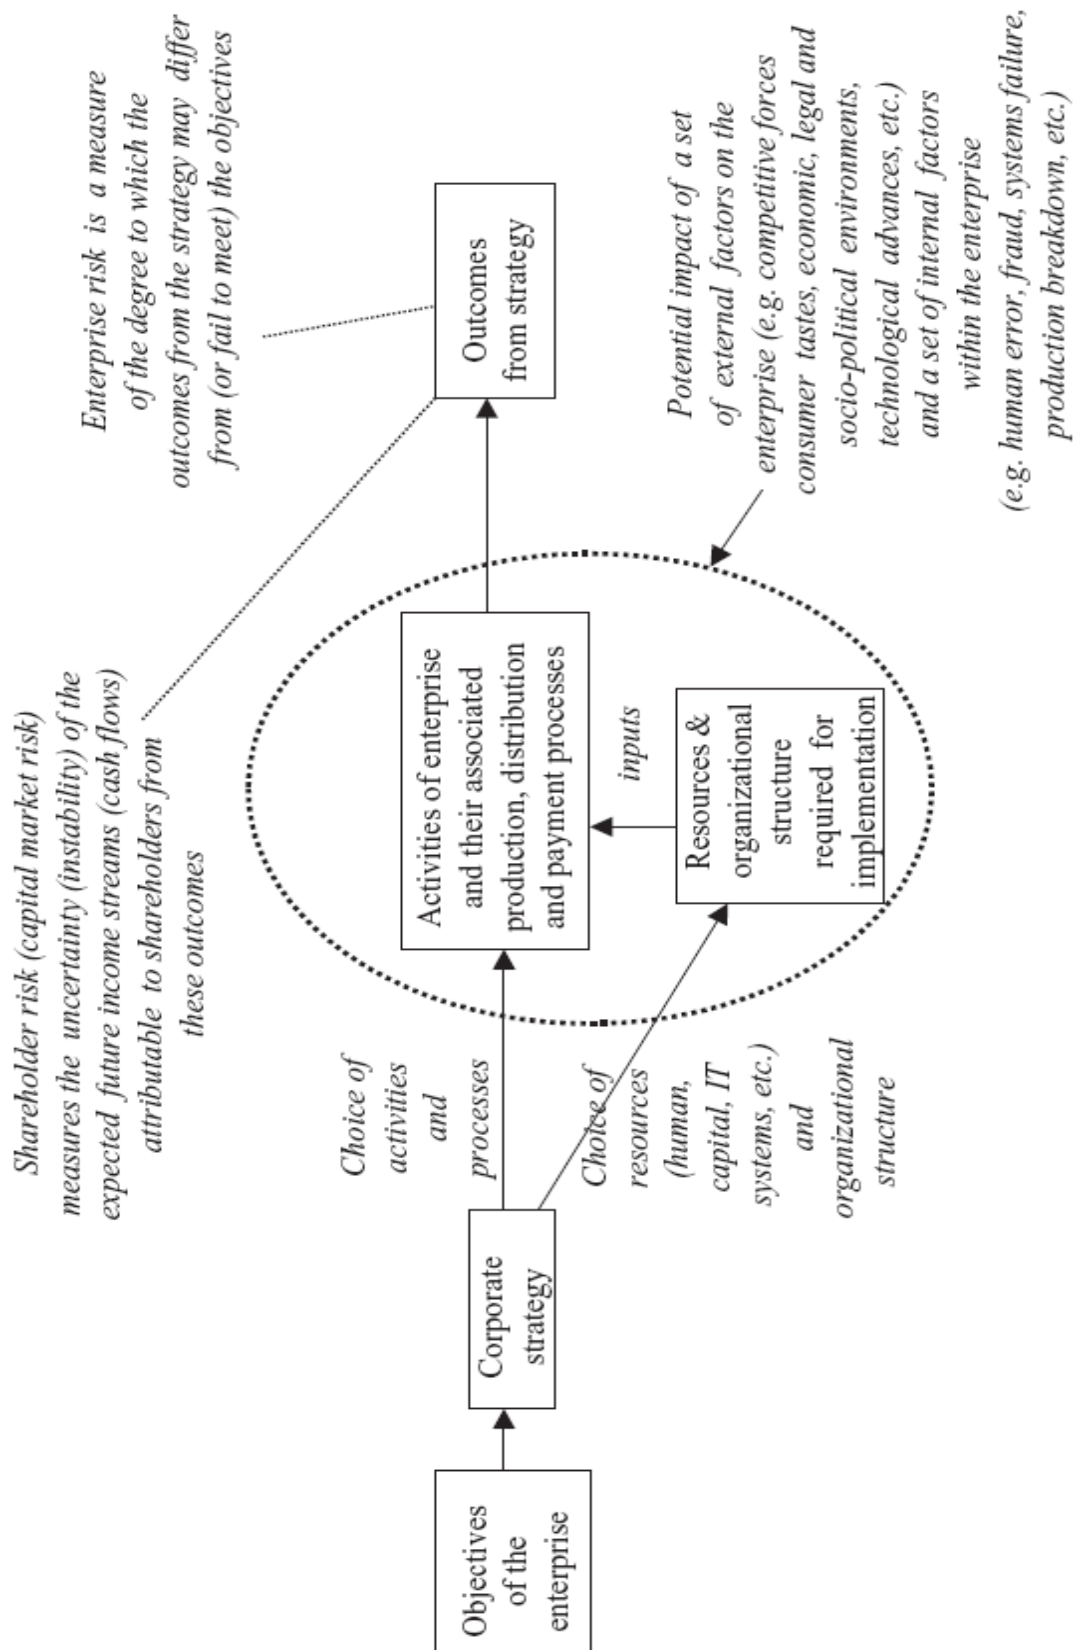 Shareholder risk (capital market risk)
measures the uncertainty (instability) of the
expected future income streams (cash flows)
attributable to shareholders from
these outcomes
Enterprise risk is a measure
of the degree to which the
outcomes from the strategy may differ
from (or fail to meet) the objectives
Objectives
of the
enterprise
Corporate
strategy
Choice of
activities
and
processes
Choice of
resources
(human,
capital, IT
systems, etc.)
and
organizational
structure
Activities of enterprise
and their associated
production, distribution
and payment processes
inputs
Resources &
organizational
structure
required for
implementation
Outcomes
from strategy
Potential impact of a set
of external factors on the
enterprise (e.g. competitive forces
consumer tastes, economic, legal and
socio-political environments,
technological advances, etc.)
and a set of internal factors
within the enterprise
(e.g. human error, fraud, systems failure,
production breakdown, etc.)